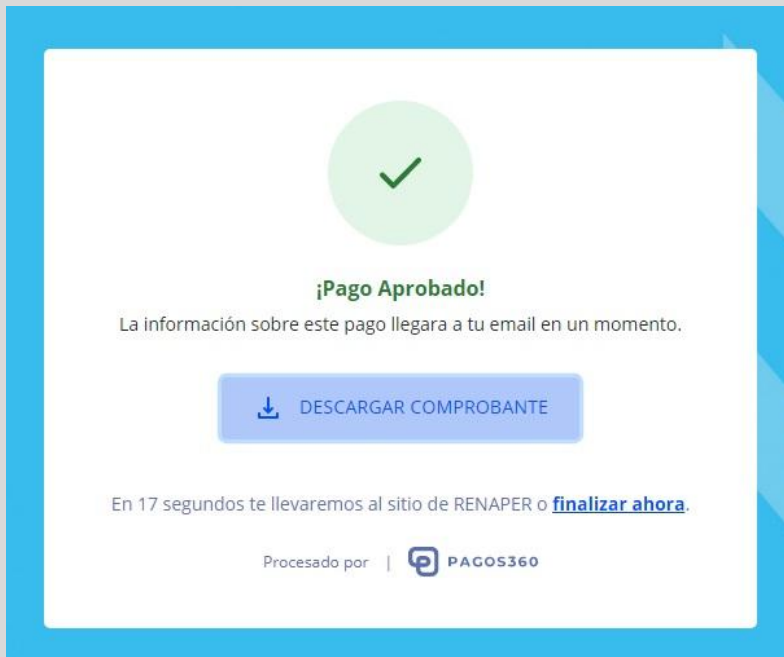 ¡Pago Aprobado!
La información sobre este pago llegara a tu email en un momento.
DESCARGAR COMPROBANTE
En 17 segundos te llevaremos al sitio de RENAPER o finalizar ahora.
Procesado por | PAGOS360